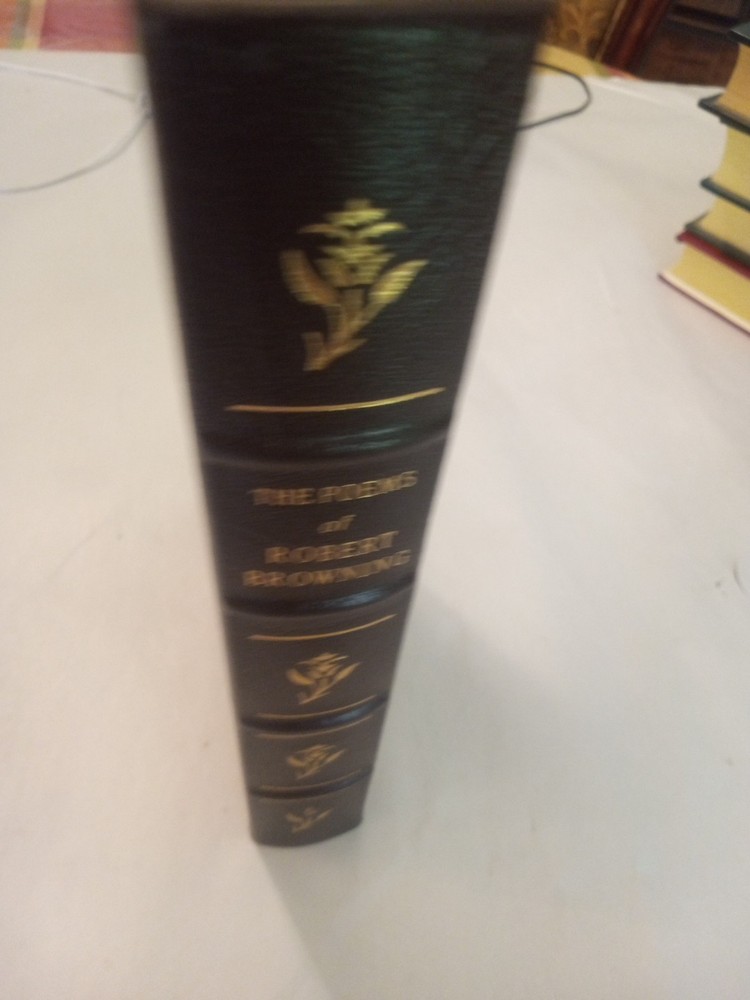 THE POEMS
of
ROBERT
BROWNING